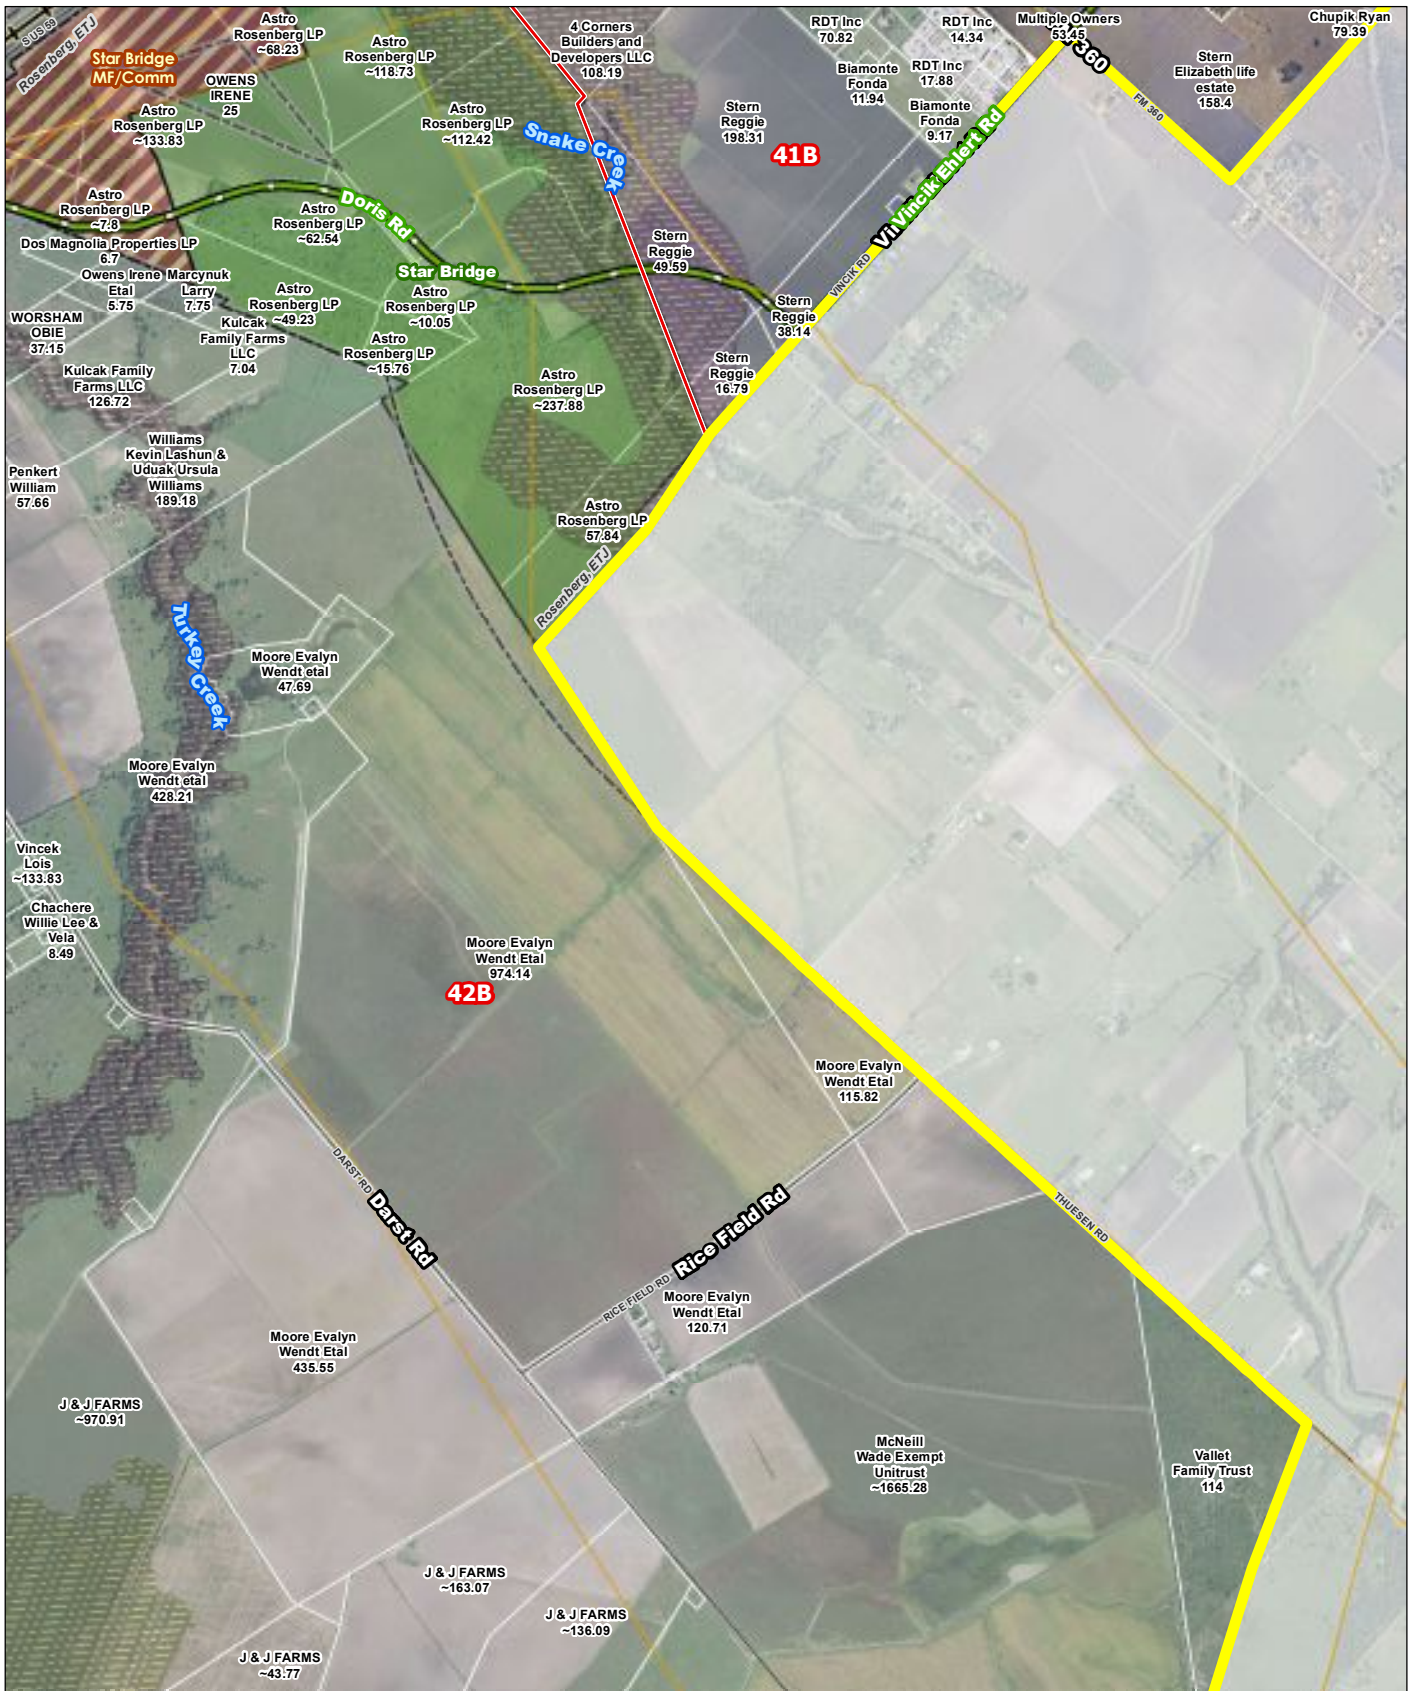 S US 59
Rosenberg, ETJ
Star Bridge
MF/Comm
Astro
Rosenberg LP
~68.23
OWENS
IRENE
25
Astro
Rosenberg LP
~118.73
4 Corners
Builders and
Developers LLC
108.19
RDT Inc
70.82
RDT Inc
14.34
Multiple Owners
53.45
360
FM 360
Chupik Ryan
79.39
Stern
Elizabeth life
estate
158.4
Biamonte
Fonda
11.94
RDT Inc
17.88
Biamonte
Fonda
9.17
Stern
Reggie
198.31
41B
Astro
Rosenberg LP
~133.83
Astro
Rosenberg LP
~112.42
Snake Creek
Vincik Ehlert Rd
VINCIK RD
Astro
Rosenberg LP
~7.8
Astro
Rosenberg LP
~62.54
Doris Rd
Star Bridge
Stern
Reggie
49.59
Dos Magnolia Properties LP
6.7
Owens Irene
Etal
5.75
Marcynuk
Larry
7.75
Astro
Rosenberg LP
~49.23
Astro
Rosenberg LP
~10.05
Stern
Reggie
38.14
WORSHAM
OBIE
37.15
Kulcak
Family Farms
LLC
7.04
Astro
Rosenberg LP
~15.76
Stern
Reggie
16.79
Kulcak Family
Farms LLC
126.72
Astro
Rosenberg LP
~237.88
Williams
Kevin Lashun &
Uduak Ursula
Williams
189.18
Penkert
William
57.66
Astro
Rosenberg LP
57.84
Rosenberg, ETJ
Turkey Creek
Moore Evalyn
Wendt etal
47.69
Moore Evalyn
Wendt etal
428.21
Vincek
Lois
~133.83
Chachere
Willie Lee &
Vela
8.49
Moore Evalyn
Wendt Etal
974.14
42B
Moore Evalyn
Wendt Etal
115.82
DARST RD
Darst Rd
Rice Field Rd
RICE FIELD RD
THUESEN RD
Moore Evalyn
Wendt Etal
120.71
Moore Evalyn
Wendt Etal
435.55
J & J FARMS
~970.91
McNeill
Wade Exempt
Unitrust
~1665.28
Vallet
Family Trust
114
J & J FARMS
~163.07
J & J FARMS
~136.09
J & J FARMS
~43.77